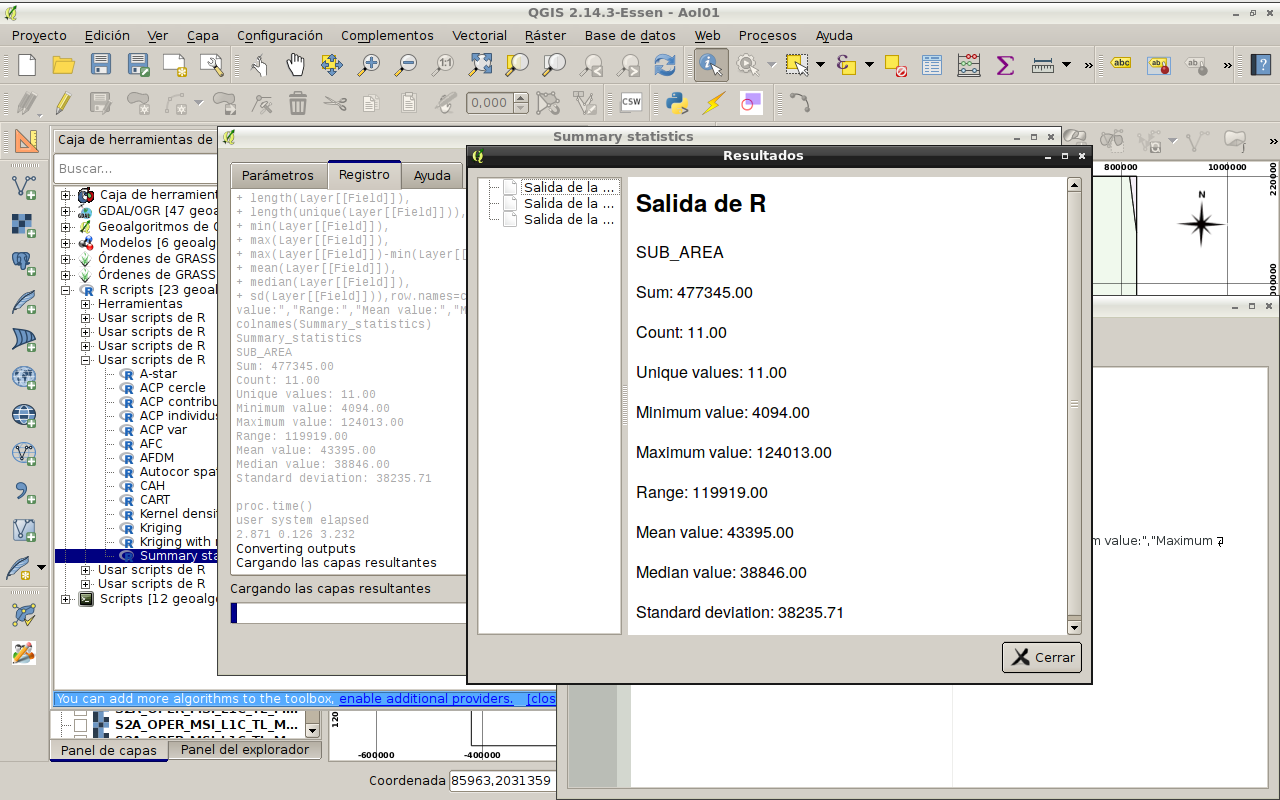 QGIS 2.14.3-Essen - AoI01
Proyecto Edición Ver Capa Configuración Complementos Vectorial Ráster Base de datos Web Procesos Ayuda
1:1
abc
ab
abc
0,000
CSW
Caja de herramientas de
Buscar...
Caja de herramient
GDAL/OGR [47 geoa
Geoalgoritmos de O
Modelos [6 geoalg
Órdenes de GRASS
Órdenes de GRASS
R scripts [23 geoal
Herramientas
Usar scripts de R
Usar scripts de R
Usar scripts de R
Usar scripts de R
A-star
ACP cercle
ACP contribu
ACP individus
ACP var
AFC
AFDM
Autocor spat
CAH
CART
Kernel densi
Kriging
Kriging with
Summary sta
Usar scripts de R
Usar scripts de R
Scripts [12 geoalgo
You can add more algorithms to the toolbox, enable additional providers. [clos
S2A_OPER_MSI_L1C_TL_M...
S2A_OPER_MSI_L1C_TL_M...
Panel de capas Panel del explorador
Summary statistics
Parámetros Registro Ayuda
+ length(Layer[[Field]]),
+ length(unique(Layer[[Field]])),
+ min(Layer[[Field]]),
+ max(Layer[[Field]]),
+ max(Layer[[Field]])-min(Layer[[
+ mean(Layer[[Field]]),
+ median(Layer[[Field]]),
+ sd(Layer[[Field]])),row.names=c
value:","Range:","Mean value:","M
colnames(Summary_statistics)
Summary_statistics
SUB_AREA
Sum: 477345.00
Count: 11.00
Unique values: 11.00
Minimum value: 4094.00
Maximum value: 124013.00
Range: 119919.00
Mean value: 43395.00
Median value: 38846.00
Standard deviation: 38235.71
proc.time()
user system elapsed
2.871 0.126 3.232
Converting outputs
Cargando las capas resultantes
Cargando las capas resultantes
Resultados
Salida de la ...
Salida de la ...
Salida de la ...
Salida de R
SUB_AREA
Sum: 477345.00
Count: 11.00
Unique values: 11.00
Minimum value: 4094.00
Maximum value: 124013.00
Range: 119919.00
Mean value: 43395.00
Median value: 38846.00
Standard deviation: 38235.71
Cerrar
800000 1000000
N
m value:","Maximum
120
-600000 -400000
Coordenada 85963,2031359